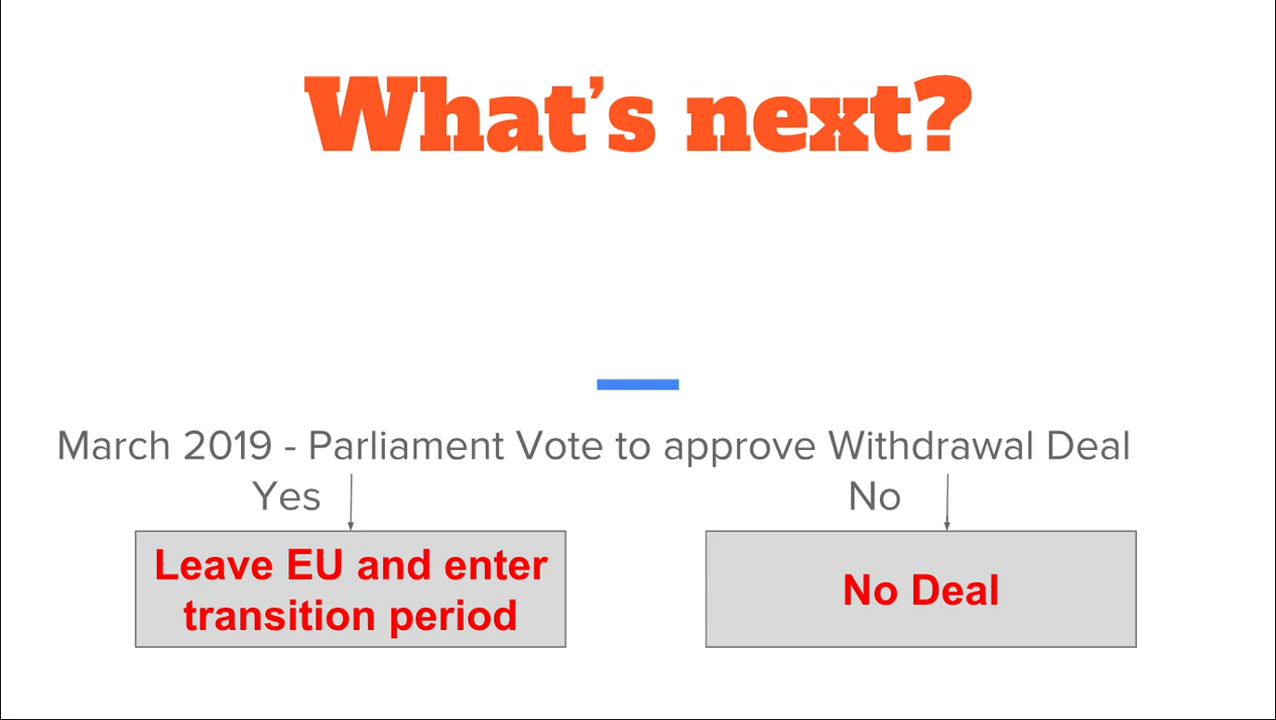 What's next?
March 2019 - Parliament Vote to approve Withdrawal Deal
Yes
No
Leave EU and enter
transition period
No Deal